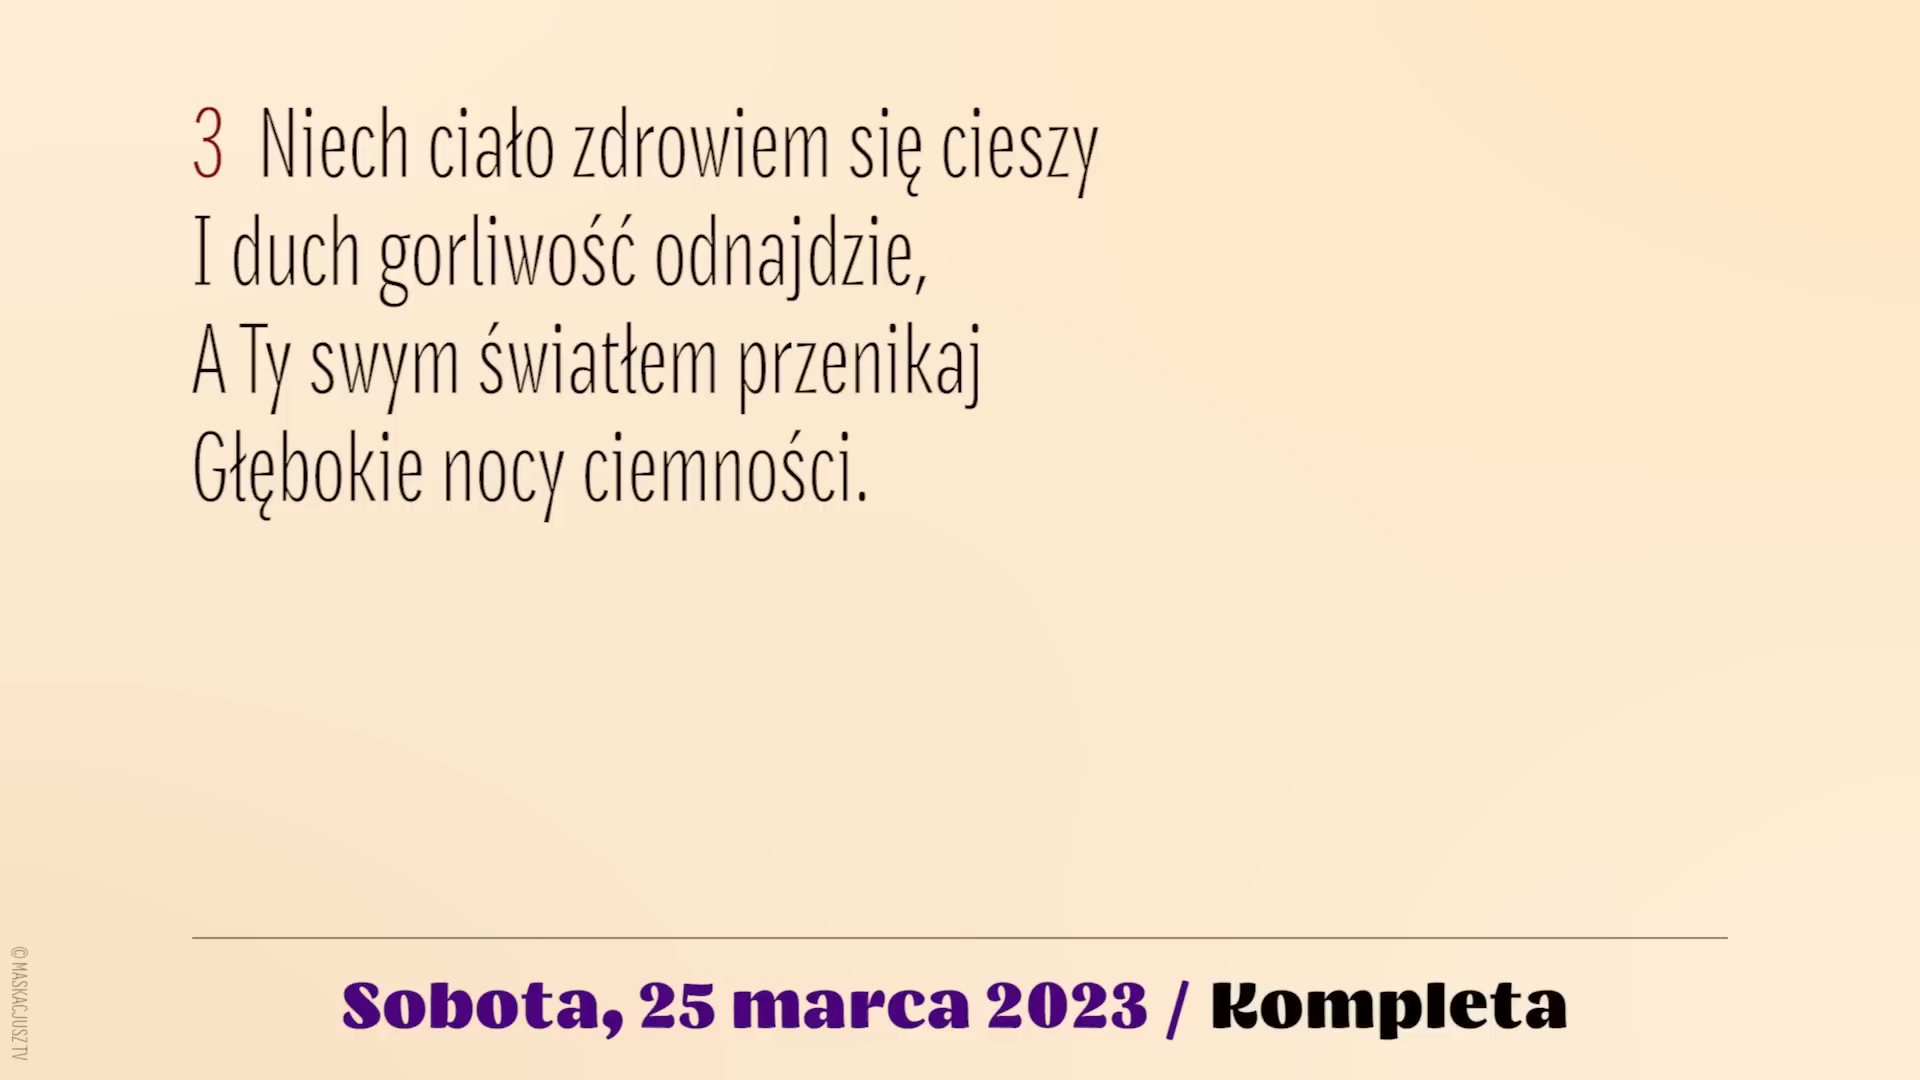 3 Niech ciało zdrowiem się cieszy
I duch gorliwość odnajdzie,
A Ty swym światłem przenikaj
Głębokie nocy ciemności.
Sobota, 25 marca 2023 / Kompleta
© MASKACJUSZ TV